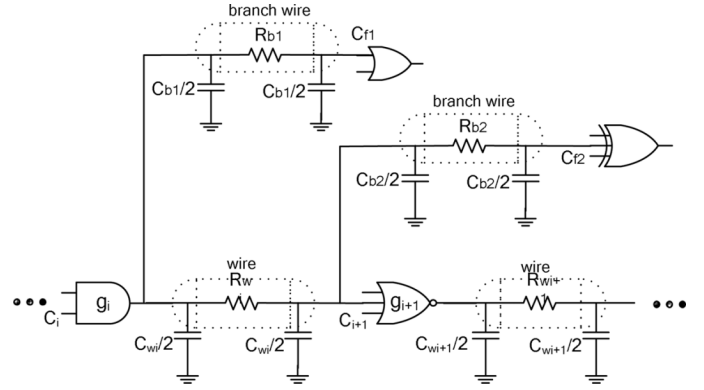 branch wire
Rb1
Cf1
Cb1/2
Cb1/2
branch wire
Rb2
Cf2
Cb2/2
Cb2/2
wire
Rw
wire
Rwi+
gi
gi+1
Ci
Ci+1
Cwi/2
Cwi/2
Cwi+1/2
Cwi+1/2